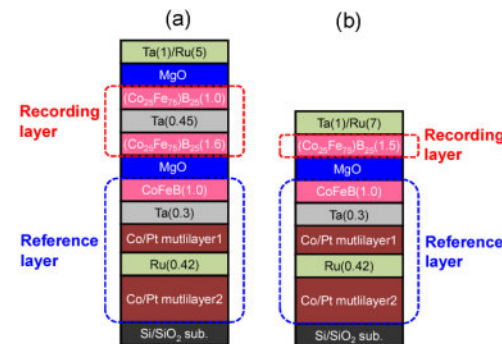 (a)
Ta(1)/Ru(5)
MgO
(Co25Fe75)B25(1.0)
Ta(0.45)
(Co25Fe75)B25(1.6)
MgO
CoFeB(1.0)
Ta(0.3)
Co/Pt mutlilayer1
Ru(0.42)
Co/Pt mutlilayer2
Si/SiO2 sub.
Recording
layer
Reference
layer
(b)
Ta(1)/Ru(7)
(Co25Fe75)B25(1.5)
MgO
CoFeB(1.0)
Ta(0.3)
Co/Pt mutlilayer1
Ru(0.42)
Co/Pt mutlilayer2
Si/SiO2 sub.
Recording
layer
Reference
layer